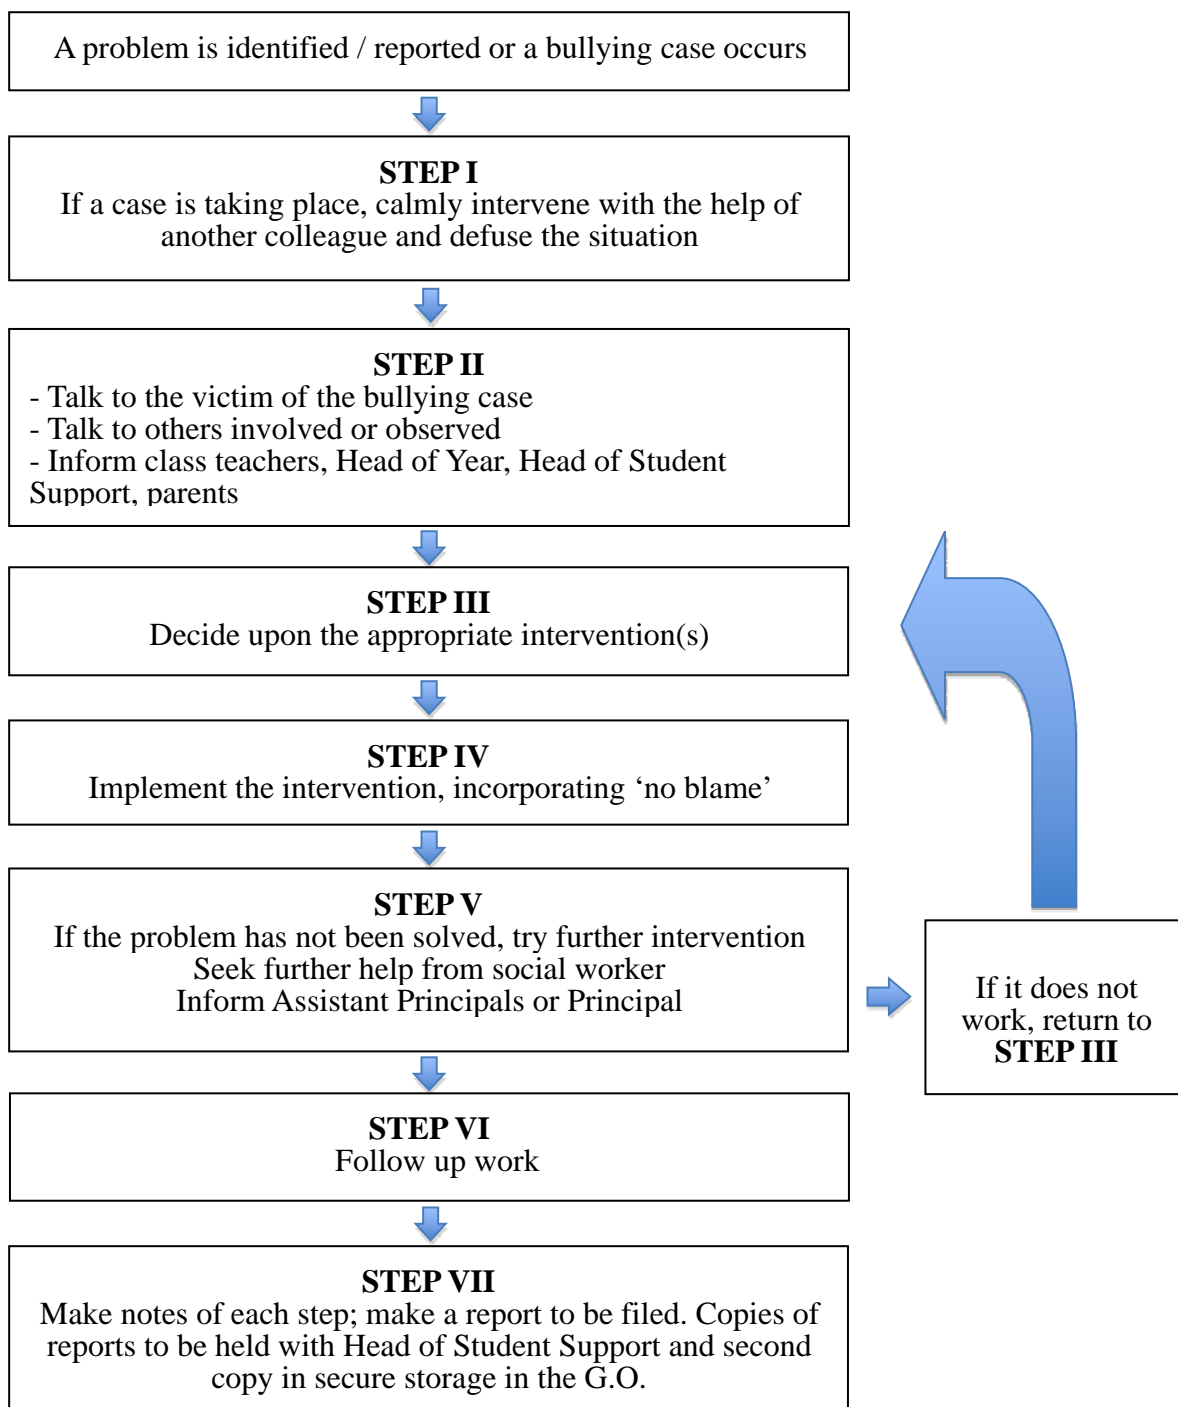 A problem is identified / reported or a bullying case occurs
STEP I
If a case is taking place, calmly intervene with the help of
another colleague and defuse the situation
STEP II
- Talk to the victim of the bullying case
- Talk to others involved or observed
- Inform class teachers, Head of Year, Head of Student
Support, parents
STEP III
Decide upon the appropriate intervention(s)
STEP IV
Implement the intervention, incorporating ‘no blame’
STEP V
If the problem has not been solved, try further intervention
Seek further help from social worker
Inform Assistant Principals or Principal
If it does not
work, return to
STEP III
STEP VI
Follow up work
STEP VII
Make notes of each step; make a report to be filed. Copies of
reports to be held with Head of Student Support and second
copy in secure storage in the G.O.